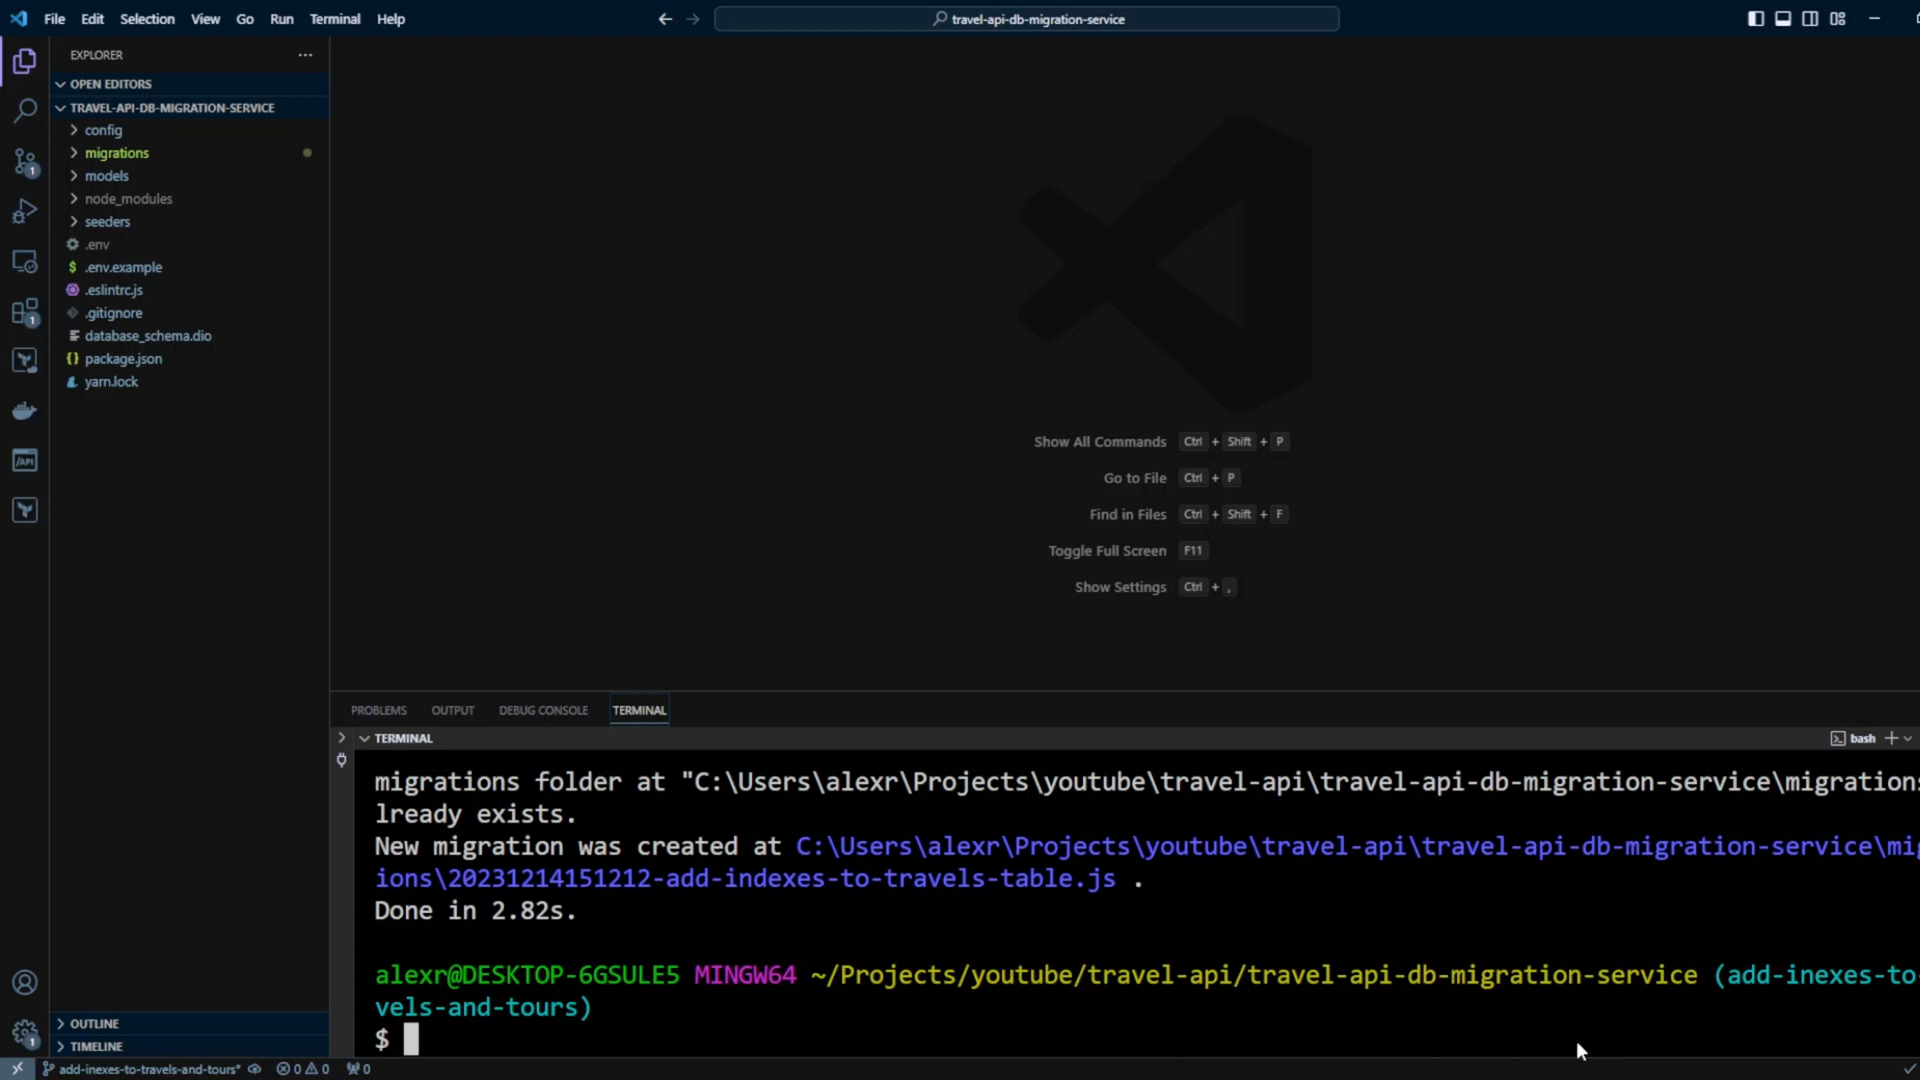 File Edit Selection View Go Run Terminal Help
travel-api-db-migration-service
EXPLORER
OPEN EDITORS
TRAVEL-API-DB-MIGRATION-SERVICE
config
migrations
models
node_modules
seeders
.env
$ .env.example
.eslintrc.js
.gitignore
database_schema.dio
{} package.json
yarn.lock
1
1
/API
1
OUTLINE
TIMELINE
Show All Commands Ctrl + Shift + P
Go to File Ctrl + P
Find in Files Ctrl + Shift + F
Toggle Full Screen F11
Show Settings Ctrl + ,
PROBLEMS OUTPUT DEBUG CONSOLE TERMINAL
TERMINAL
bash
migrations folder at "C:\Users\alexr\Projects\youtube\travel-api\travel-api-db-migration-service\migrations
lready exists.
New migration was created at C:\Users\alexr\Projects\youtube\travel-api\travel-api-db-migration-service\mig
ions\20231214151212-add-indexes-to-travels-table.js .
Done in 2.82s.
alexr@DESKTOP-6GSULE5 MINGW64 ~/Projects/youtube/travel-api/travel-api-db-migration-service (add-inexes-to-
vels-and-tours)
$
add-inexes-to-travels-and-tours* 0 0 0